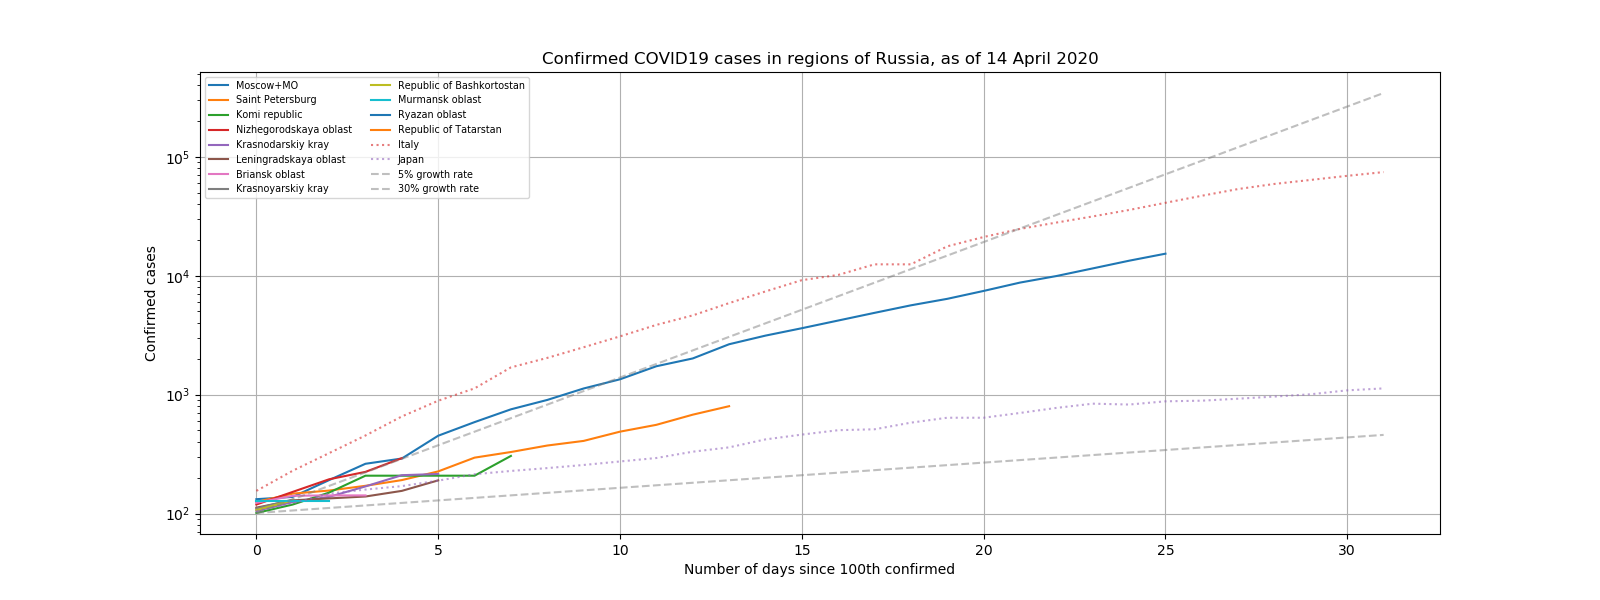 Confirmed COVID19 cases in regions of Russia, as of 14 April 2020
Moscow+MO
Saint Petersburg
Komi republic
Nizhegorodskaya oblast
Krasnodarskiy kray
Leningradskaya oblast
Briansk oblast
Krasnoyarskiy kray
Republic of Bashkortostan
Murmansk oblast
Ryazan oblast
Republic of Tatarstan
Italy
Japan
5% growth rate
30% growth rate
Confirmed cases
10⁵
10⁴
10³
10²
0 5 10 15 20 25 30
Number of days since 100th confirmed